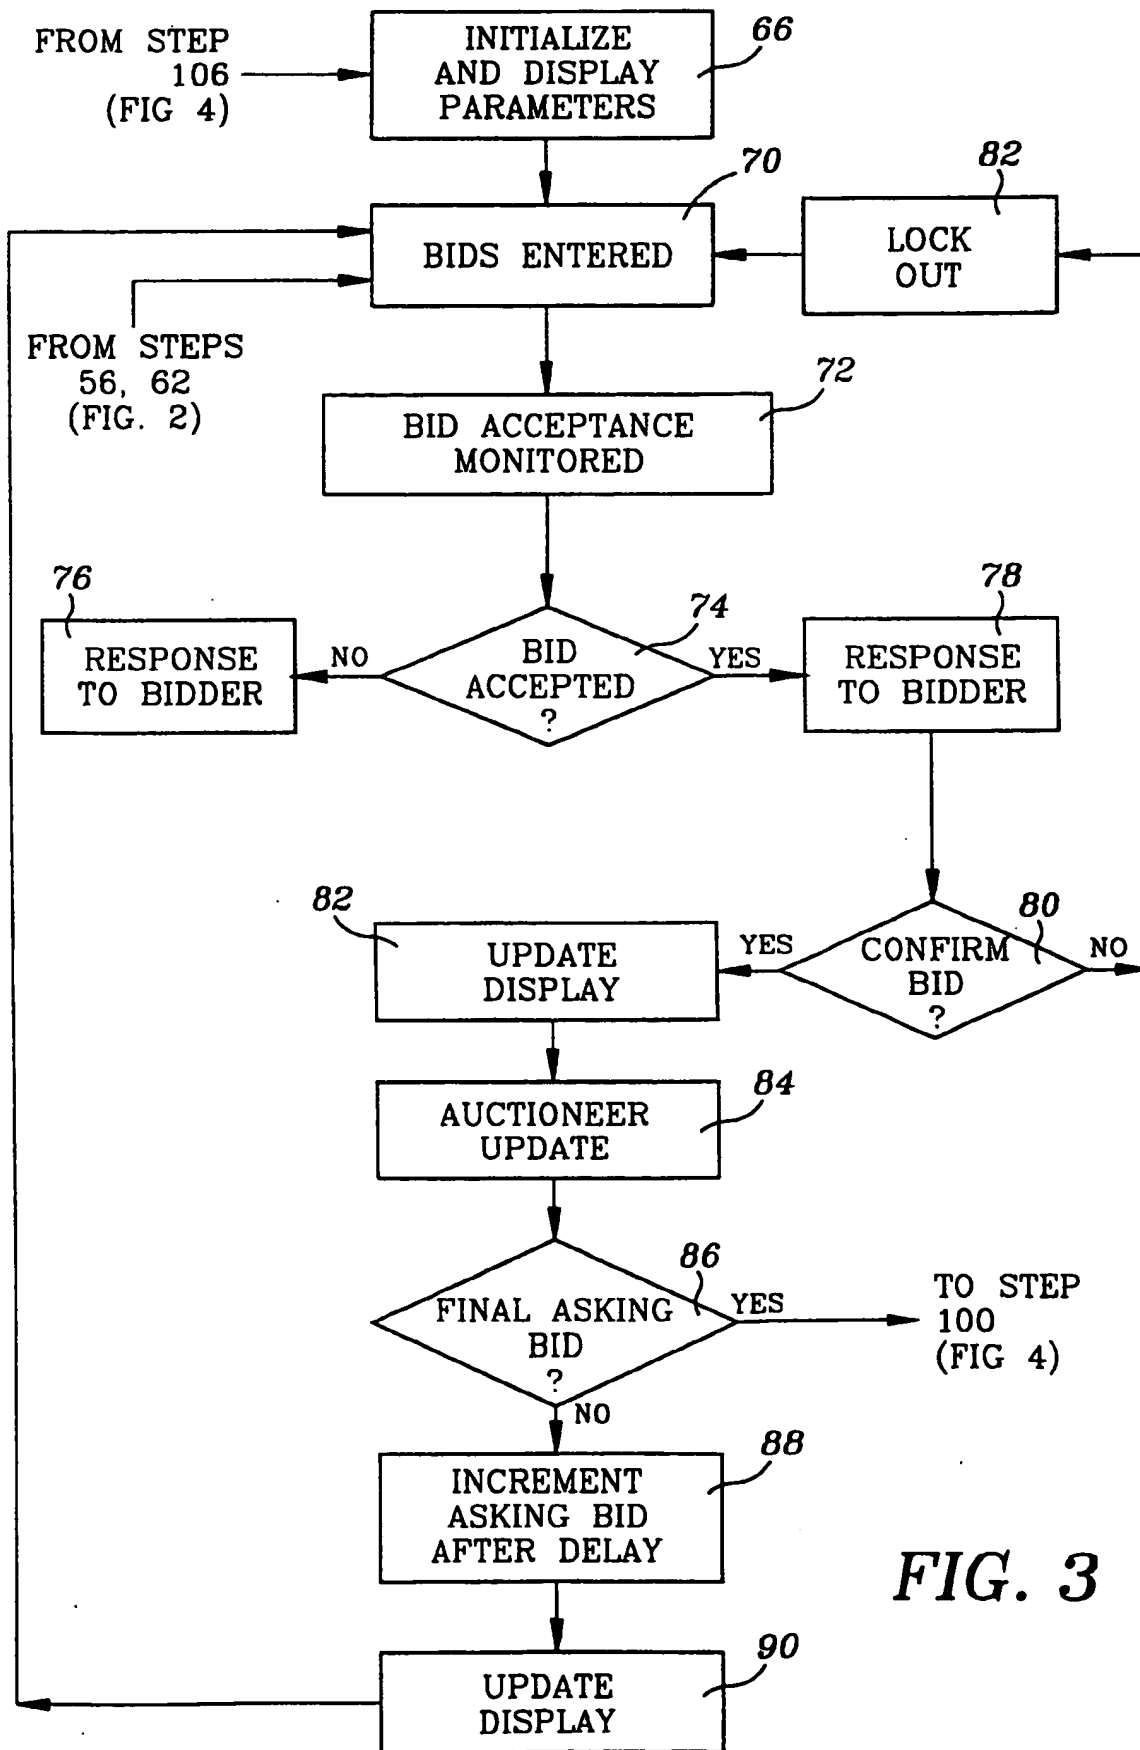 FROM STEP
106
(FIG 4)
INITIALIZE
AND DISPLAY
PARAMETERS
66
70
BIDS ENTERED
82
LOCK
OUT
FROM STEPS
56, 62
(FIG. 2)
72
BID ACCEPTANCE
MONITORED
76
RESPONSE
TO BIDDER
NO
74
BID
ACCEPTED
?
YES
78
RESPONSE
TO BIDDER
80
CONFIRM
BID
?
NO
YES
82
UPDATE
DISPLAY
84
AUCTIONEER
UPDATE
86
FINAL ASKING
BID
?
YES
TO STEP
100
(FIG 4)
NO
88
INCREMENT
ASKING BID
AFTER DELAY
90
UPDATE
DISPLAY
FIG. 3